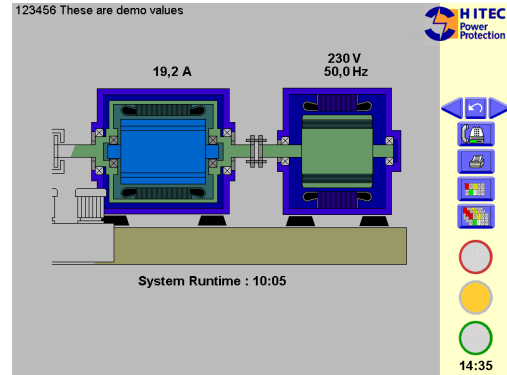 123456 These are demo values
HITEC
Power
Protection
19,2 A
230 V
50,0 Hz
System Runtime : 10:05
14:35